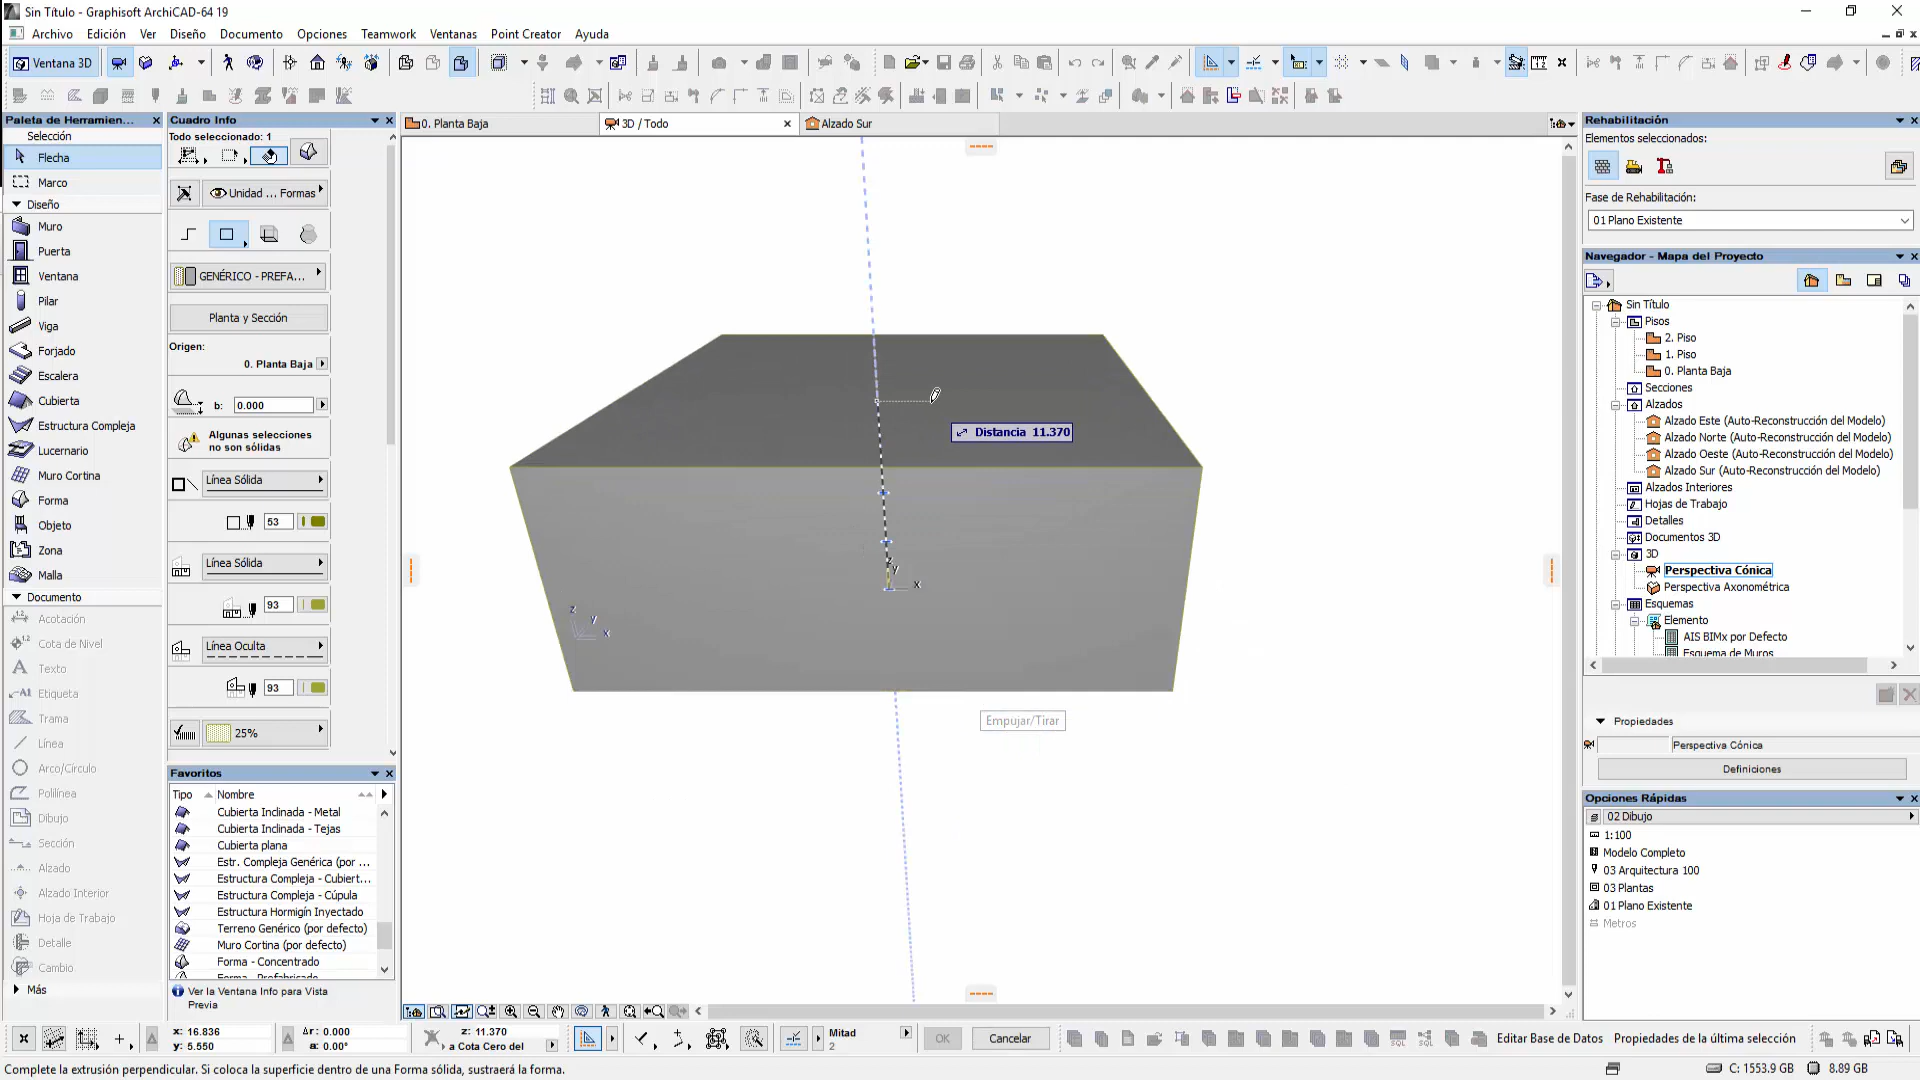 Sin Título - Graphisoft ArchiCAD-64 19
Archivo Edición Ver Diseño Documento Opciones Teamwork Ventanas Point Creator Ayuda
Ventana 3D
Paleta de Herramien...
Selección
Flecha
Marco
Diseño
Muro
Puerta
Ventana
Pilar
Viga
Forjado
Escalera
Cubierta
Estructura Compleja
Lucernario
Muro Cortina
Forma
Objeto
Zona
Malla
Documento
Acotación
Cota de Nivel
Texto
Etiqueta
Trama
Línea
Arco/Círculo
Polilínea
Dibujo
Sección
Alzado
Alzado Interior
Hoja de Trabajo
Detalle
Cambio
Más
Cuadro Info
Todo seleccionado: 1
Unidad ... Formas
GENÉRICO - PREFA...
Planta y Sección
Origen:
0. Planta Baja
b: 0.000
Algunas selecciones
no son sólidas
Línea Sólida
53
Línea Sólida
93
Línea Oculta
93
25%
Favoritos
Tipo Nombre
Cubierta Inclinada - Metal
Cubierta Inclinada - Tejas
Cubierta plana
Estr. Compleja Genérica (por ...
Estructura Compleja - Cubiert...
Estructura Compleja - Cúpula
Estructura Hormigín Inyectado
Terreno Genérico (por defecto)
Muro Cortina (por defecto)
Forma - Concentrado
Forma - Prefabricado
Ver la Ventana Info para Vista
Previa
0. Planta Baja
3D / Todo
Alzado Sur
Distancia 11.370
z
y
x
z
y
x
Empujar/Tirar
Rehabilitación
Elementos seleccionados:
Fase de Rehabilitación:
01 Plano Existente
Navegador - Mapa del Proyecto
Sin Título
Pisos
2. Piso
1. Piso
0. Planta Baja
Secciones
Alzados
Alzado Este (Auto-Reconstrucción del Modelo)
Alzado Norte (Auto-Reconstrucción del Modelo)
Alzado Oeste (Auto-Reconstrucción del Modelo)
Alzado Sur (Auto-Reconstrucción del Modelo)
Alzados Interiores
Hojas de Trabajo
Detalles
Documentos 3D
3D
Perspectiva Cónica
Perspectiva Axonométrica
Esquemas
Elemento
AIS BIMx por Defecto
Esquema de Muros
Propiedades
Perspectiva Cónica
Definiciones
Opciones Rápidas
02 Dibujo
1:100
Modelo Completo
03 Arquitectura 100
03 Plantas
01 Plano Existente
Metros
x: 16.836
y: 5.550
Δr: 0.000
a: 0.00°
z: 11.370
a Cota Cero del
Mitad
2
OK
Cancelar
Editar Base de Datos
Propiedades de la última selección
Complete la extrusión perpendicular. Si coloca la superficie dentro de una Forma sólida, sustraerá la forma.
C: 1553.9 GB
8.89 GB